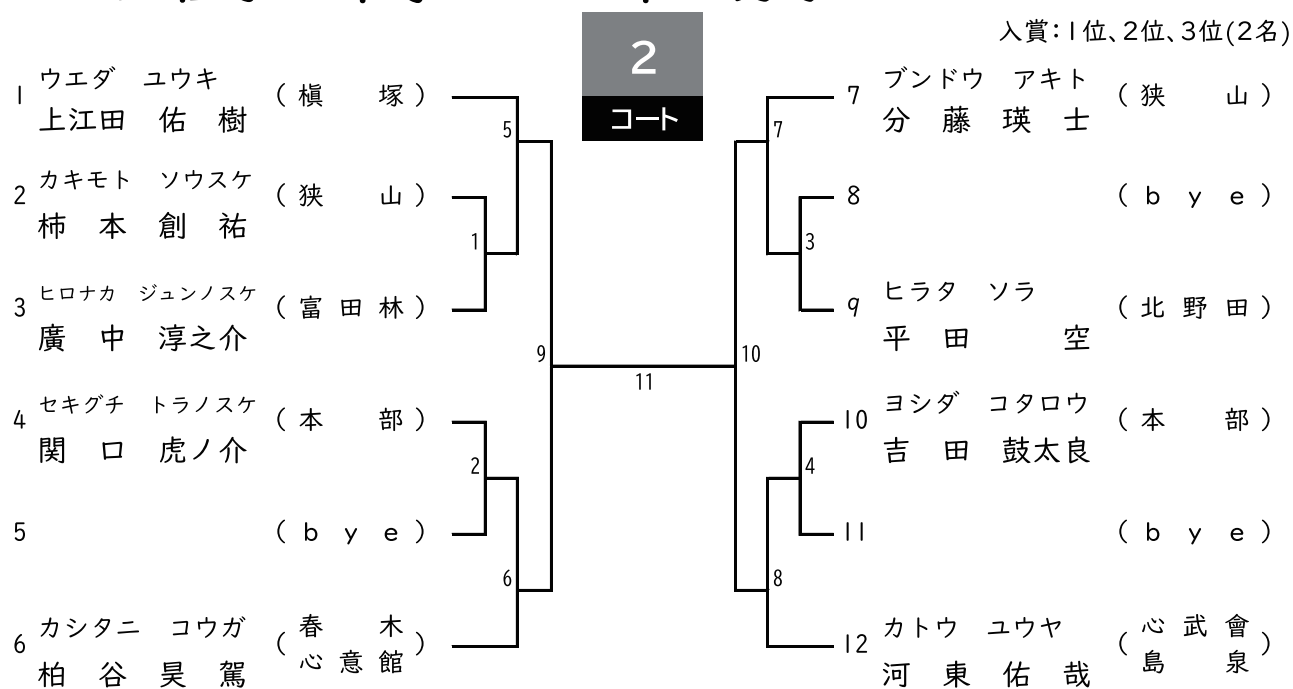 入賞：1位、2位、3位(2名)
2
コート
1 ウエダ ユウキ
上江田 佑樹 (槇塚)
2 カキモト ソウスケ
柿本 創祐 (狭山)
3 ヒロナカ ジュンノスケ
廣中 淳之介 (富田林)
4 セキグチ トラノスケ
関口 虎ノ介 (本部)
5 (bye)
6 カシタニ コウガ
柏谷 昊駕 (春木心意館)
5
1
2
6
9
11
10
7
3
4
8
7 ブンドウ アキト
分藤 瑛士 (狭山)
8 (bye)
9 ヒラタ ソラ
平田 空 (北野田)
10 ヨシダ コタロウ
吉田 鼓太良 (本部)
11 (bye)
12 カトウ ユウヤ
河東 佑哉 (心武會島泉)